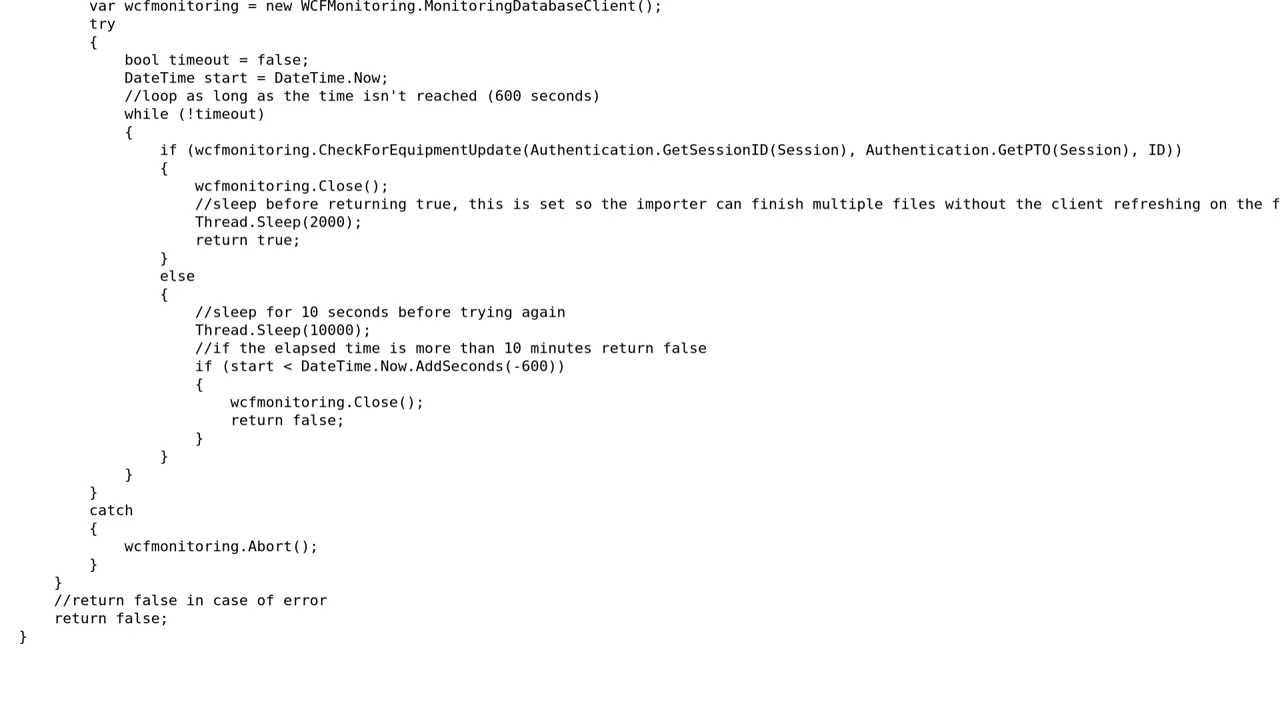 var wcfmonitoring = new WCFMonitoring.MonitoringDatabaseClient();
try
{
bool timeout = false;
DateTime start = DateTime.Now;
//loop as long as the time isn't reached (600 seconds)
while (!timeout)
{
if (wcfmonitoring.CheckForEquipmentUpdate(Authentication.GetSessionID(Session), Authentication.GetPTO(Session), ID))
{
wcfmonitoring.Close();
//sleep before returning true, this is set so the importer can finish multiple files without the client refreshing on the f
Thread.Sleep(2000);
return true;
}
else
{
//sleep for 10 seconds before trying again
Thread.Sleep(10000);
//if the elapsed time is more than 10 minutes return false
if (start < DateTime.Now.AddSeconds(-600))
{
wcfmonitoring.Close();
return false;
}
}
}
}
catch
{
wcfmonitoring.Abort();
}
}
//return false in case of error
return false;
}